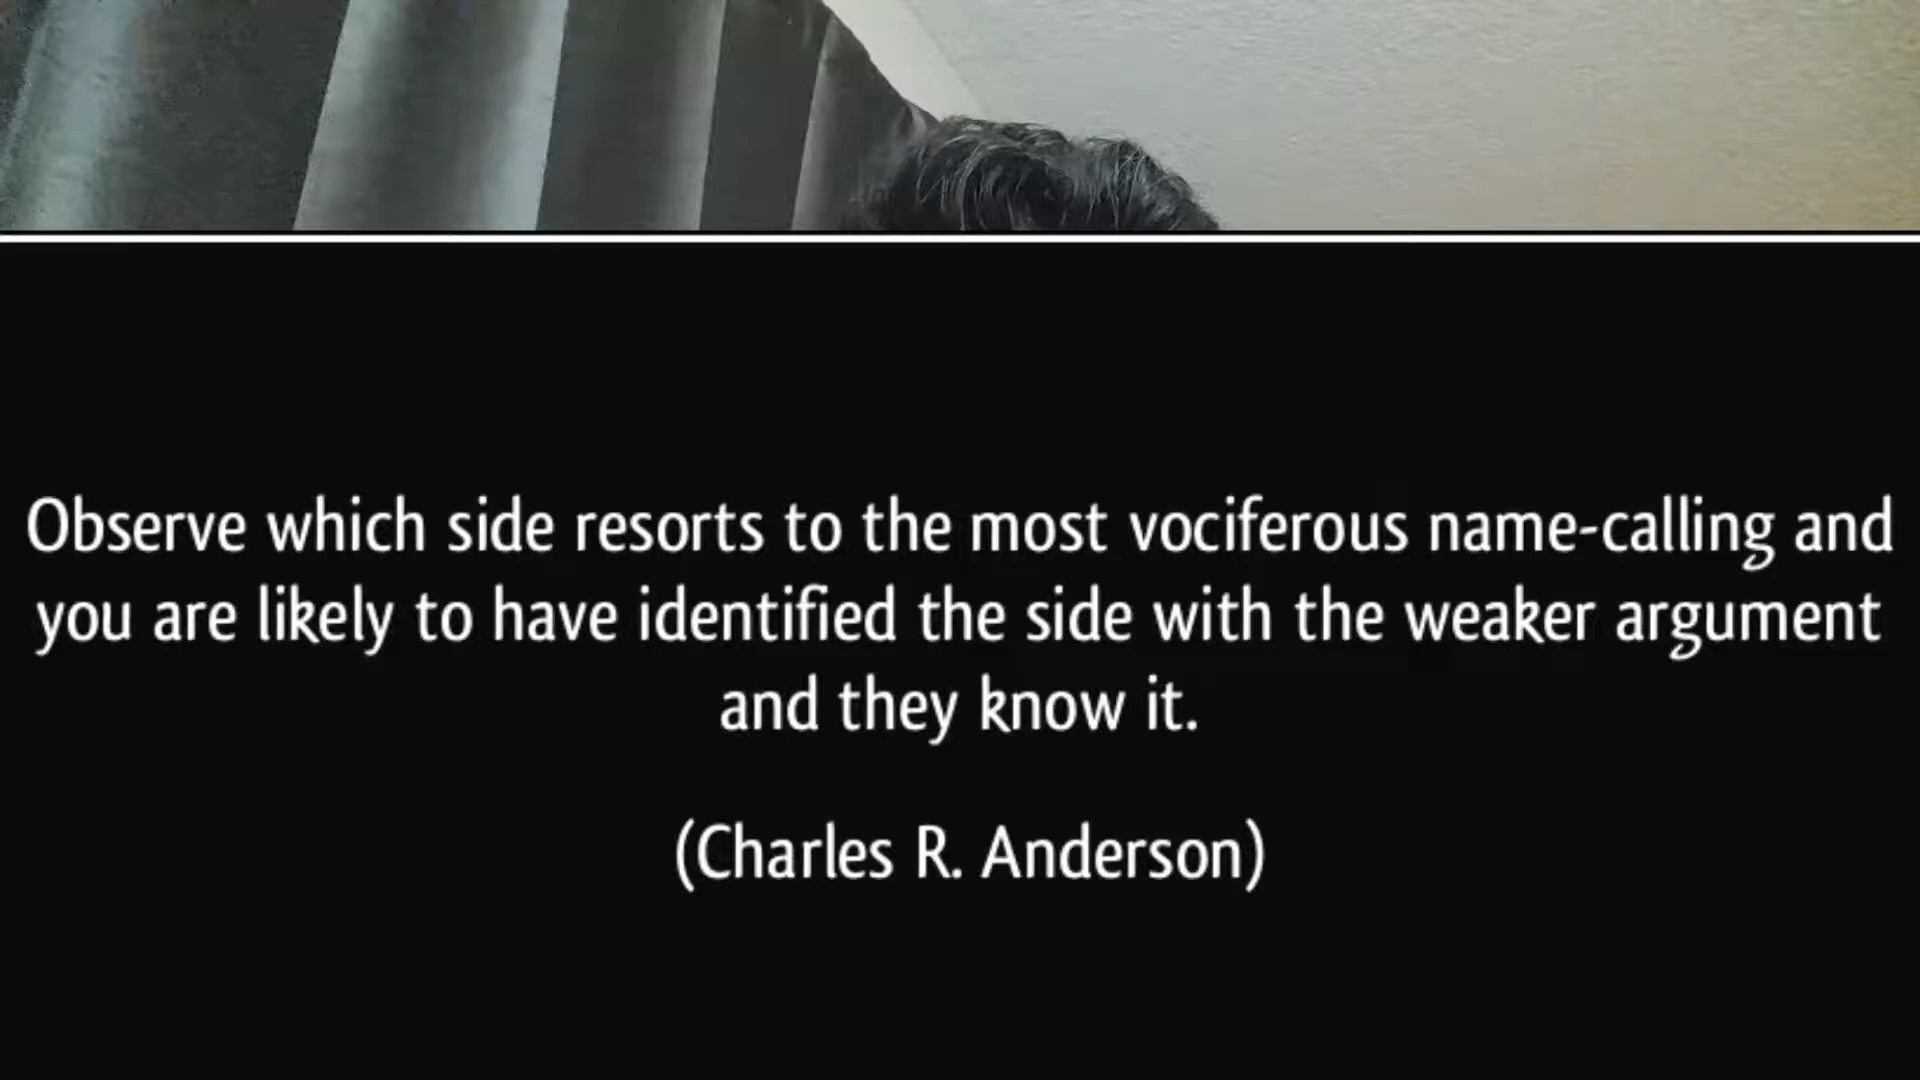 Observe which side resorts to the most vociferous name-calling and
you are likely to have identified the side with the weaker argument
and they know it.
(Charles R. Anderson)